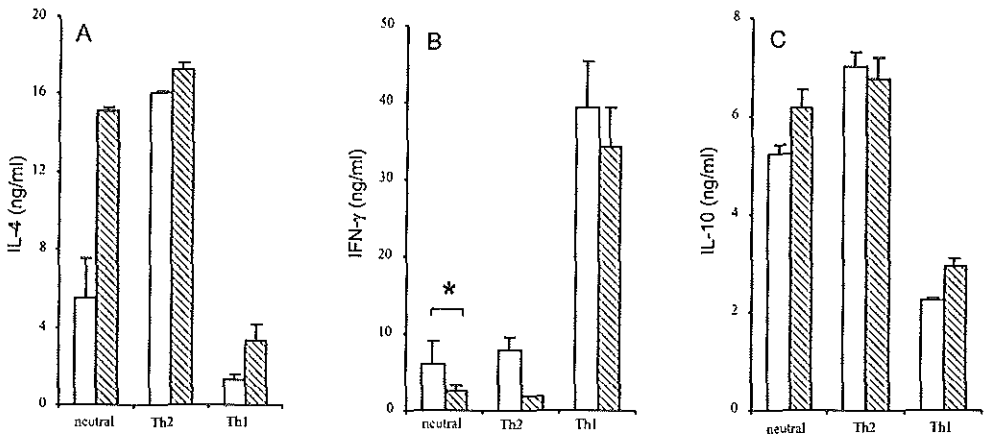 A
IL-4 (ng/ml)
20
16
12
8
4
0
neutral Th2 Th1
B
IFN-γ (ng/ml)
50
40
30
20
10
0
*
neutral Th2 Th1
C
IL-10 (ng/ml)
8
6
4
2
0
neutral Th2 Th1